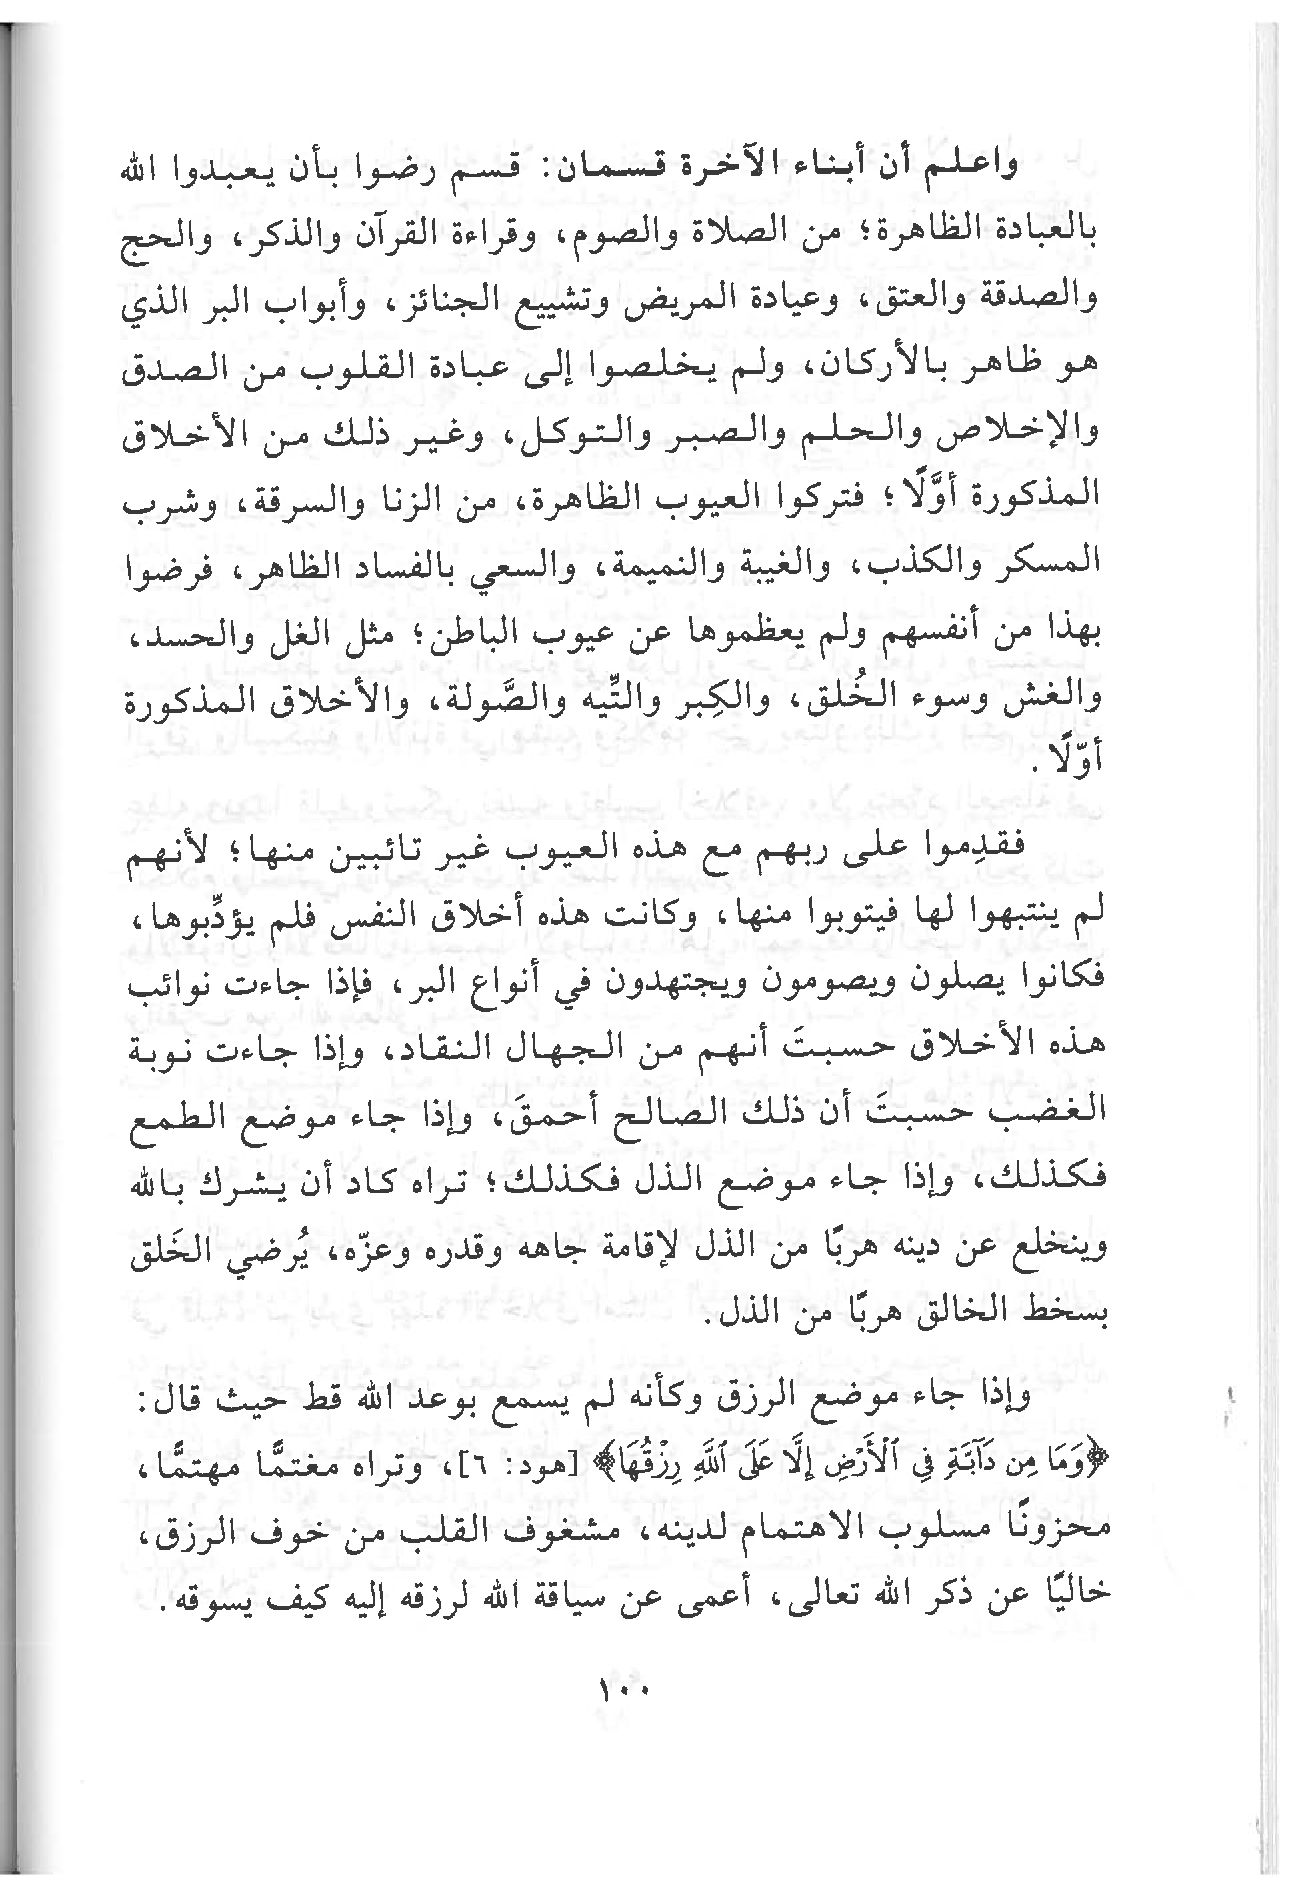 واعلم أن أبناء الآخرة قسمان: قسم رضوا بأن يعبدوا الله
بالعبادة الظاهرة؛ من الصلاة والصوم، وقراءة القرآن والذكر، والحج
والصدقة والعتق، وعيادة المريض وتشييع الجنائز، وأبواب البر الذي
هو ظاهر بالأركان، ولم يخلصوا إلى عبادة القلوب من الصدق
والإخلاص والحلم والصبر والتوكل، وغير ذلك من الأخلاق
المذكورة أوَّلًا؛ فتركوا العيوب الظاهرة، من الزنا والسرقة، وشرب
المسكر والكذب، والغيبة والنميمة، والسعي بالفساد الظاهر، فرضوا
بهذا من أنفسهم ولم يعظموها عن عيوب الباطن؛ مثل الغل والحسد،
والغش وسوء الخُلق، والكِبر والتِّيه والصَّولة، والأخلاق المذكورة
أوّلًا.
فقدِموا على ربهم مع هذه العيوب غير تائبين منها؛ لأنهم
لم ينتبهوا لها فيتوبوا منها، وكانت هذه أخلاق النفس فلم يؤدِّبوها،
فكانوا يصلون ويصومون ويجتهدون في أنواع البر، فإذا جاءت نوائب
هذه الأخلاق حسبتَ أنهم من الجهال النقاد، وإذا جاءت نوبة
الغضب حسبتَ أن ذلك الصالح أحمقَ، وإذا جاء موضع الطمع
فكذلك، وإذا جاء موضع الذل فكذلك؛ تراه كاد أن يشرك بالله
وينخلع عن دينه هربًا من الذل لإقامة جاهه وقدره وعزّه، يُرضي الخَلق
بسخط الخالق هربًا من الذل.
وإذا جاء موضع الرزق وكأنه لم يسمع بوعد الله قط حيث قال:
﴿وَمَا مِن دَآبَّةٍ فِي ٱلْأَرْضِ إِلَّا عَلَى ٱللَّهِ رِزْقُهَا﴾ [هود: ٦]، وتراه مغتمًّا مهتمًّا،
محزونًا مسلوب الاهتمام لدينه، مشغوف القلب من خوف الرزق،
خاليًا عن ذكر الله تعالى، أعمى عن سياقة الله لرزقه إليه كيف يسوقه.
١٠٠